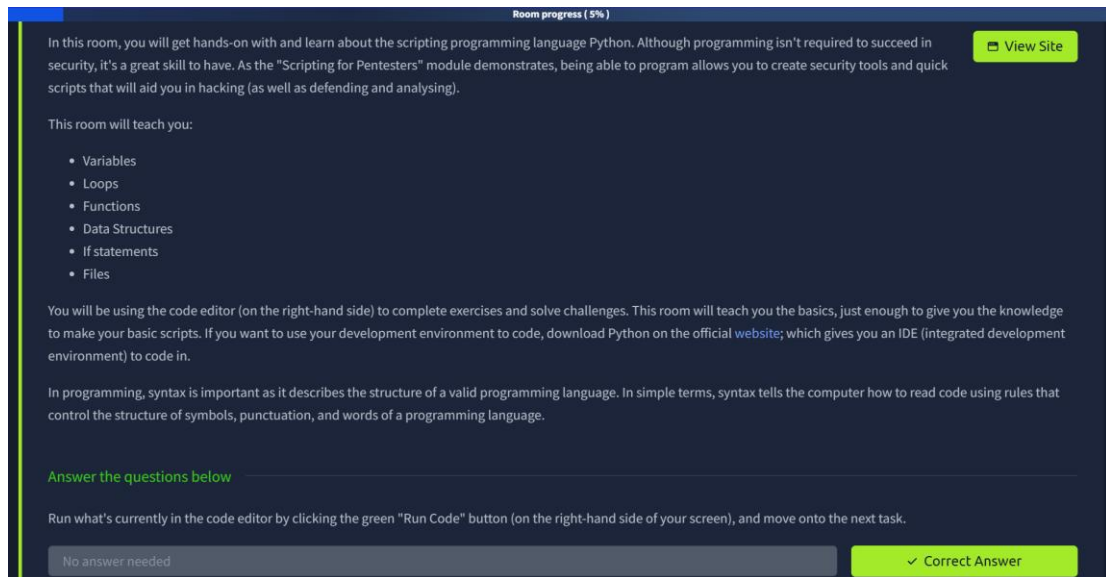 Room progress ( 5% )
In this room, you will get hands-on with and learn about the scripting programming language Python. Although programming isn't required to succeed in
security, it's a great skill to have. As the "Scripting for Pentesters" module demonstrates, being able to program allows you to create security tools and quick
scripts that will aid you in hacking (as well as defending and analysing).
View Site
This room will teach you:
• Variables
• Loops
• Functions
• Data Structures
• If statements
• Files
You will be using the code editor (on the right-hand side) to complete exercises and solve challenges. This room will teach you the basics, just enough to give you the knowledge
to make your basic scripts. If you want to use your development environment to code, download Python on the official website; which gives you an IDE (integrated development
environment) to code in.
In programming, syntax is important as it describes the structure of a valid programming language. In simple terms, syntax tells the computer how to read code using rules that
control the structure of symbols, punctuation, and words of a programming language.
Answer the questions below
Run what's currently in the code editor by clicking the green "Run Code" button (on the right-hand side of your screen), and move onto the next task.
No answer needed
✓ Correct Answer